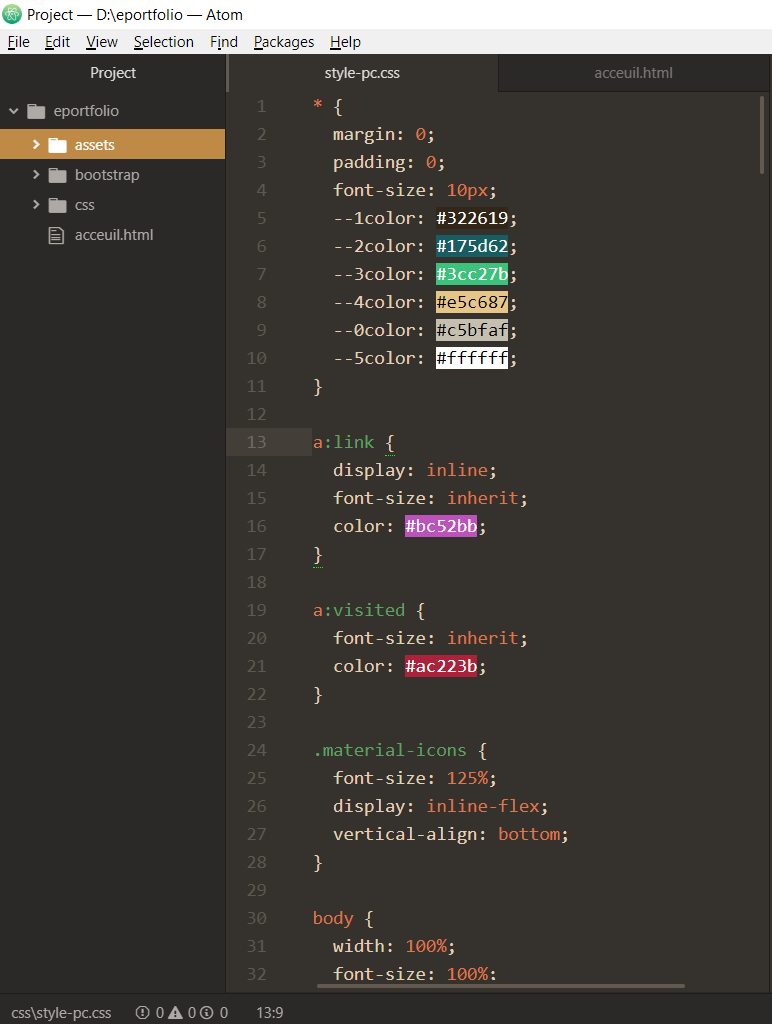 Project — D:\eportfolio — Atom
File Edit View Selection Find Packages Help
Project
eportfolio
assets
bootstrap
css
acceuil.html
style-pc.css acceuil.html
1 * {
2 margin: 0;
3 padding: 0;
4 font-size: 10px;
5 --1color: #322619;
6 --2color: #175d62;
7 --3color: #3cc27b;
8 --4color: #e5c687;
9 --0color: #c5bfaf;
10 --5color: #ffffff;
11 }
12
13 a:link {
14 display: inline;
15 font-size: inherit;
16 color: #bc52bb;
17 }
18
19 a:visited {
20 font-size: inherit;
21 color: #ac223b;
22 }
23
24 .material-icons {
25 font-size: 125%;
26 display: inline-flex;
27 vertical-align: bottom;
28 }
29
30 body {
31 width: 100%;
32 font-size: 100%;
css\style-pc.css 0 0 0 13:9